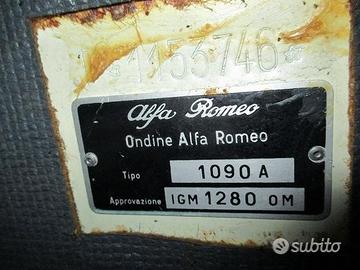 *1153746*
Alfa Romeo
Ondine Alfa Romeo
Tipo 1090 A
Approvazione IGM 1280 OM
subito